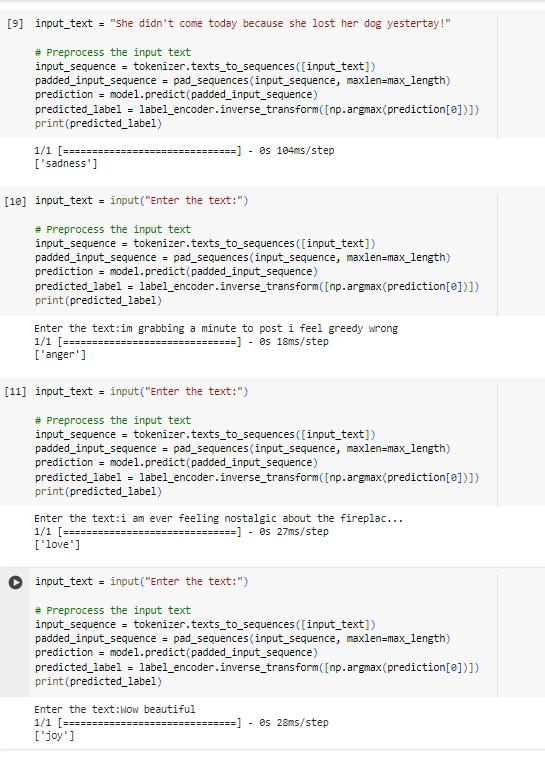 [9] input_text = "She didn't come today because she lost her dog yestertay!"
# Preprocess the input text
input_sequence = tokenizer.texts_to_sequences([input_text])
padded_input_sequence = pad_sequences(input_sequence, maxlen=max_length)
prediction = model.predict(padded_input_sequence)
predicted_label = label_encoder.inverse_transform([np.argmax(prediction[0])])
print(predicted_label)
1/1 [==============================] - 0s 104ms/step
['sadness']
[10] input_text = input("Enter the text:")
# Preprocess the input text
input_sequence = tokenizer.texts_to_sequences([input_text])
padded_input_sequence = pad_sequences(input_sequence, maxlen=max_length)
prediction = model.predict(padded_input_sequence)
predicted_label = label_encoder.inverse_transform([np.argmax(prediction[0])])
print(predicted_label)
Enter the text:im grabbing a minute to post i feel greedy wrong
1/1 [==============================] - 0s 18ms/step
['anger']
[11] input_text = input("Enter the text:")
# Preprocess the input text
input_sequence = tokenizer.texts_to_sequences([input_text])
padded_input_sequence = pad_sequences(input_sequence, maxlen=max_length)
prediction = model.predict(padded_input_sequence)
predicted_label = label_encoder.inverse_transform([np.argmax(prediction[0])])
print(predicted_label)
Enter the text:i am ever feeling nostalgic about the fireplac...
1/1 [==============================] - 0s 27ms/step
['love']
input_text = input("Enter the text:")
# Preprocess the input text
input_sequence = tokenizer.texts_to_sequences([input_text])
padded_input_sequence = pad_sequences(input_sequence, maxlen=max_length)
prediction = model.predict(padded_input_sequence)
predicted_label = label_encoder.inverse_transform([np.argmax(prediction[0])])
print(predicted_label)
Enter the text:Wow beautiful
1/1 [==============================] - 0s 28ms/step
['joy']